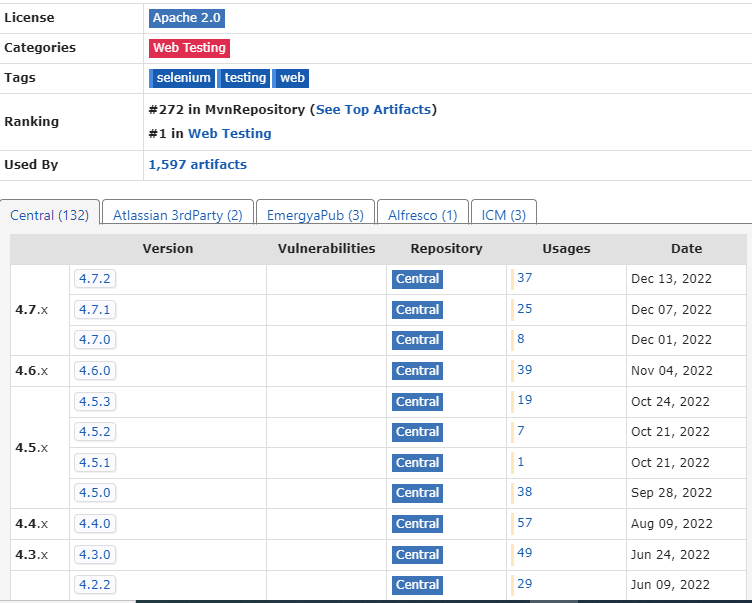 License Apache 2.0
Categories Web Testing
Tags selenium testing web
Ranking #272 in MvnRepository (See Top Artifacts)
#1 in Web Testing
Used By 1,597 artifacts
Central (132) Atlassian 3rdParty (2) EmergyaPub (3) Alfresco (1) ICM (3)
Version Vulnerabilities Repository Usages Date
4.7.x 4.7.2 Central 37 Dec 13, 2022
4.7.1 Central 25 Dec 07, 2022
4.7.0 Central 8 Dec 01, 2022
4.6.x 4.6.0 Central 39 Nov 04, 2022
4.5.x 4.5.3 Central 19 Oct 24, 2022
4.5.2 Central 7 Oct 21, 2022
4.5.1 Central 1 Oct 21, 2022
4.5.0 Central 38 Sep 28, 2022
4.4.x 4.4.0 Central 57 Aug 09, 2022
4.3.x 4.3.0 Central 49 Jun 24, 2022
4.2.2 Central 29 Jun 09, 2022